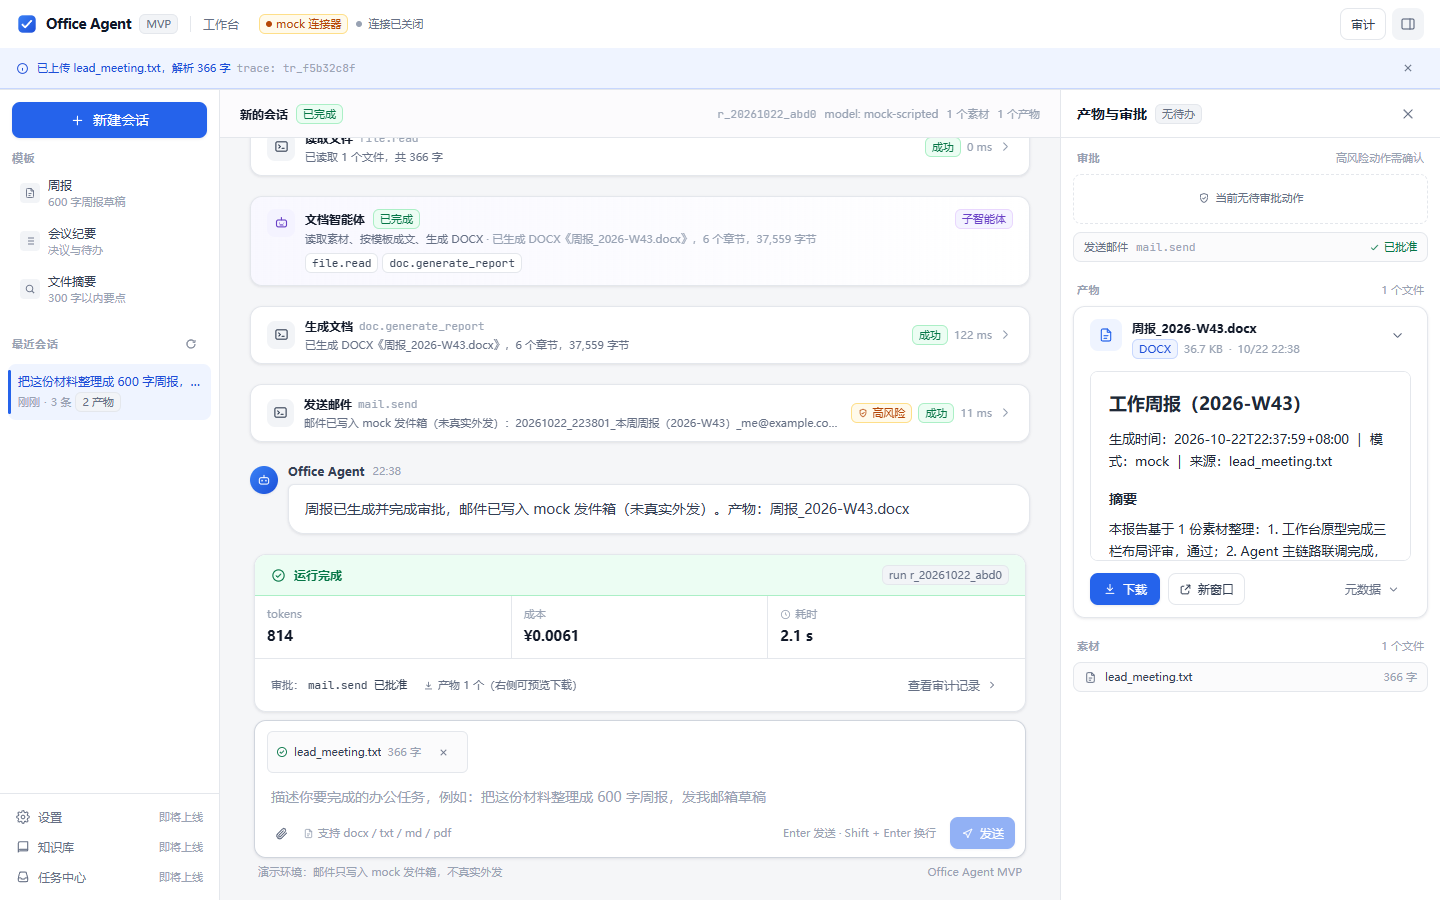 Office Agent MVP 工作台 mock 连接器 连接已关闭 审计
已上传 lead_meeting.txt，解析 366 字 trace: tr_f5b32c8f
新建会话
模板
周报
600 字周报草稿
会议纪要
决议与待办
文件摘要
300 字以内要点
最近会话
把这份材料整理成 600 字周报，...
刚刚 · 3 条 2 产物
设置 即将上线
知识库 即将上线
任务中心 即将上线
新的会话 已完成 r_20261022_abd0 model: mock-scripted 1 个素材 1 个产物
读取文件 file.read
已读取 1 个文件，共 366 字
成功 0 ms
文档智能体 已完成 子智能体
读取素材、按模板成文、生成 DOCX · 已生成 DOCX《周报_2026-W43.docx》，6 个章节，37,559 字节
file.read doc.generate_report
生成文档 doc.generate_report
已生成 DOCX《周报_2026-W43.docx》，6 个章节，37,559 字节
成功 122 ms
发送邮件 mail.send
邮件已写入 mock 发件箱（未真实外发）：20261022_223801_本周周报（2026-W43）_me@example.co...
高风险 成功 11 ms
Office Agent 22:38
周报已生成并完成审批，邮件已写入 mock 发件箱（未真实外发）。产物：周报_2026-W43.docx
运行完成 run r_20261022_abd0
tokens
814
成本
¥0.0061
耗时
2.1 s
审批： mail.send 已批准 产物 1 个（右侧可预览下载） 查看审计记录
lead_meeting.txt 366 字
描述你要完成的办公任务，例如：把这份材料整理成 600 字周报，发我邮箱草稿
支持 docx / txt / md / pdf Enter 发送 · Shift + Enter 换行 发送
演示环境：邮件只写入 mock 发件箱，不真实外发 Office Agent MVP
产物与审批 无待办
审批 高风险动作需确认
当前无待审批动作
发送邮件 mail.send 已批准
产物 1 个文件
周报_2026-W43.docx
DOCX 36.7 KB · 10/22 22:38
工作周报（2026-W43）
生成时间：2026-10-22T22:37:59+08:00 | 模
式：mock | 来源：lead_meeting.txt
摘要
本报告基于 1 份素材整理：1. 工作台原型完成三
栏布局评审，通过；2. Agent 主链路联调完成，
下载 新窗口 元数据
素材 1 个文件
lead_meeting.txt 366 字